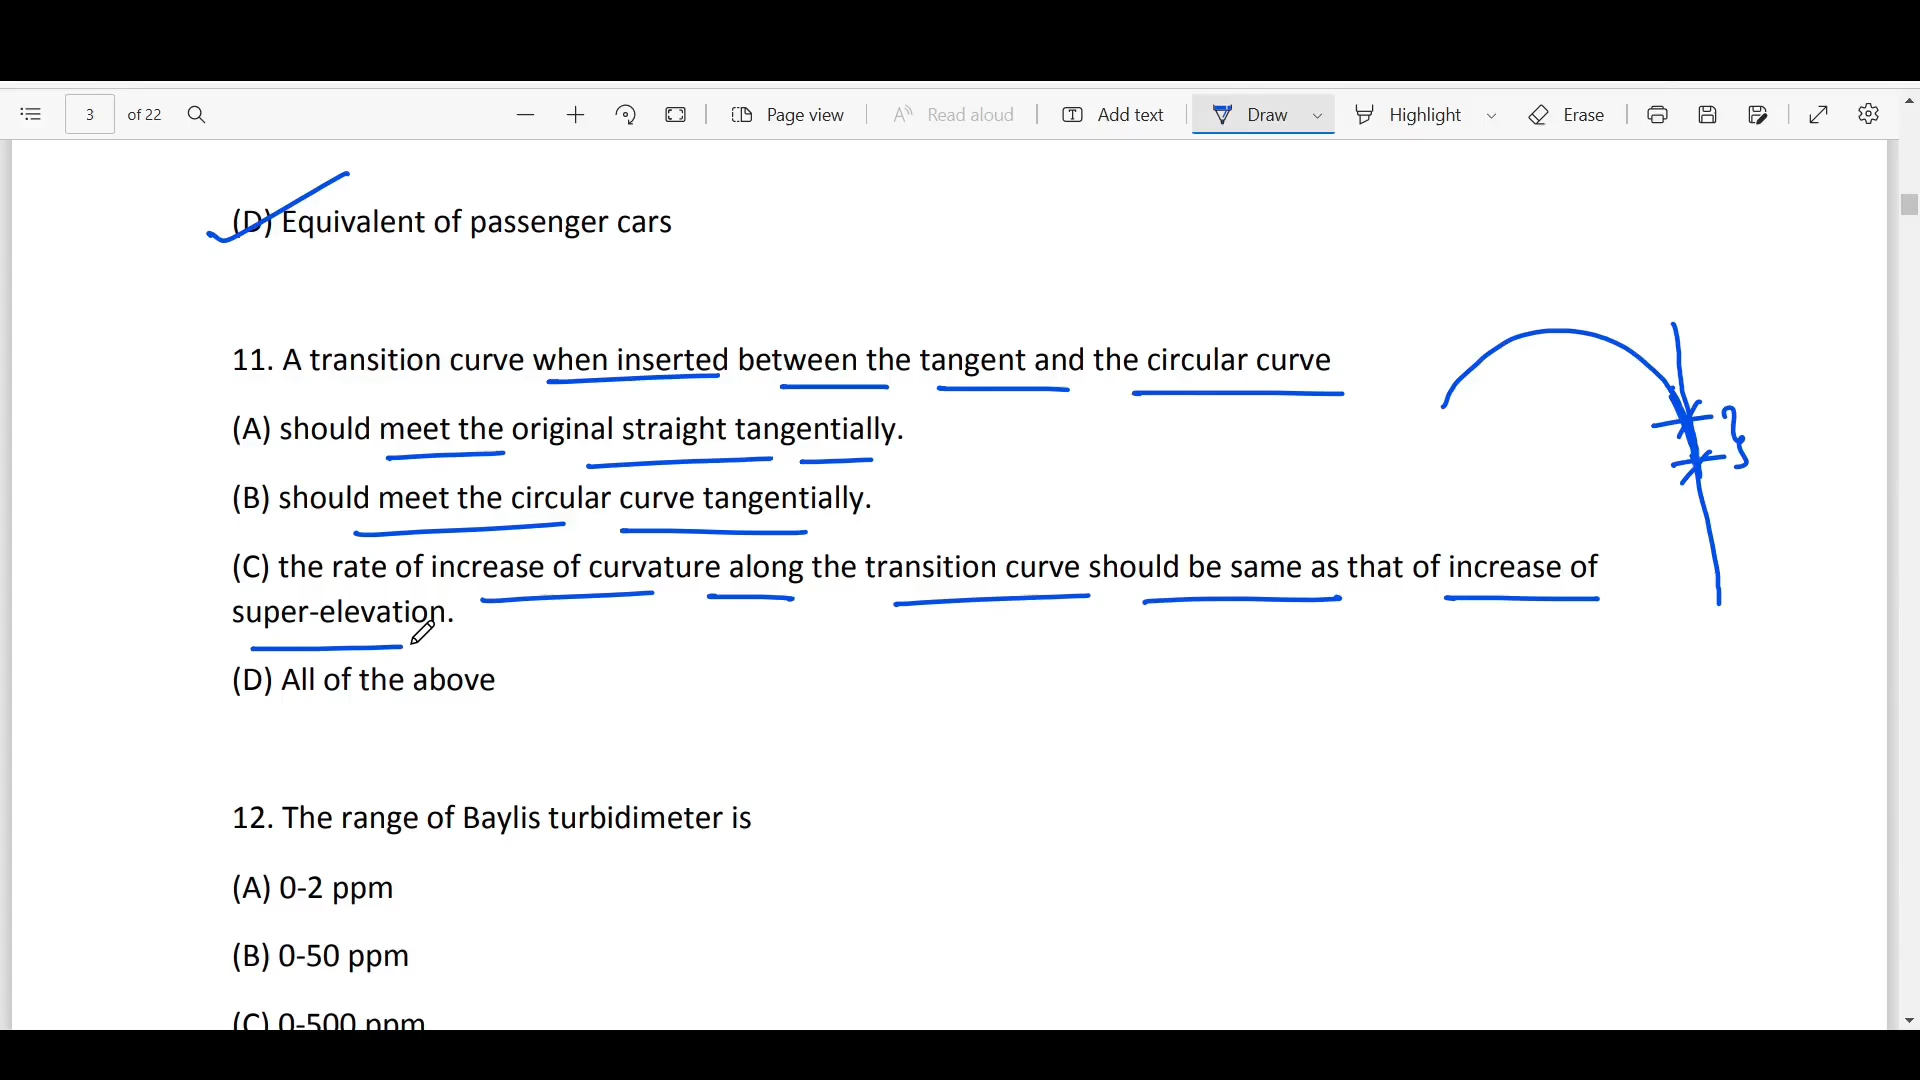 3 of 22 Page view Read aloud Add text Draw Highlight Erase
(D) Equivalent of passenger cars
11. A transition curve when inserted between the tangent and the circular curve
(A) should meet the original straight tangentially.
(B) should meet the circular curve tangentially.
(C) the rate of increase of curvature along the transition curve should be same as that of increase of
super-elevation.
(D) All of the above
12. The range of Baylis turbidimeter is
(A) 0-2 ppm
(B) 0-50 ppm
(C) 0-500 ppm